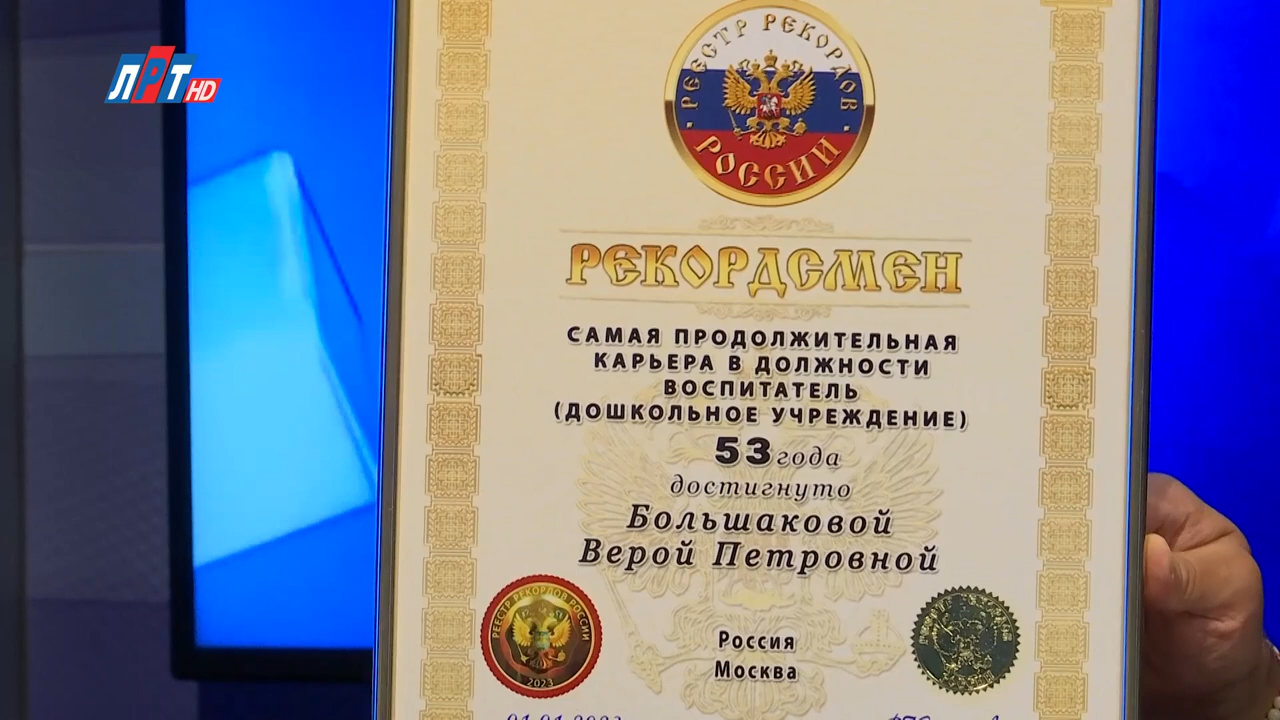 ЛРТ HD
РЕЕСТР РЕКОРДОВ
РОССИИ
РЕКОРДСМЕН
САМАЯ ПРОДОЛЖИТЕЛЬНАЯ
КАРЬЕРА В ДОЛЖНОСТИ
ВОСПИТАТЕЛЬ
(ДОШКОЛЬНОЕ УЧРЕЖДЕНИЕ)
53 года
достигнуто
Большаковой
Верой Петровной
РЕЕСТР РЕКОРДОВ РОССИИ
2023
Россия
Москва